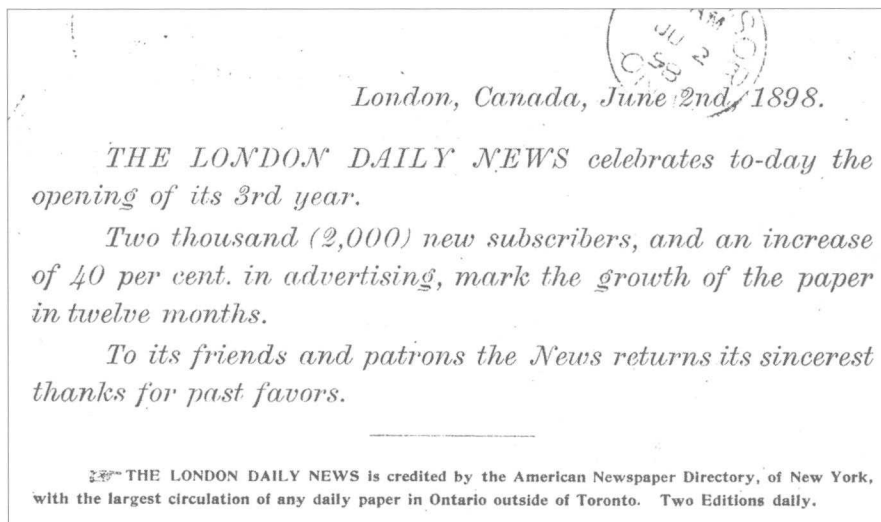 AM
JU 2
98
London, Canada, June 2nd, 1898.
THE LONDON DAILY NEWS celebrates to-day the
opening of its 3rd year.
Two thousand (2,000) new subscribers, and an increase
of 40 per cent. in advertising, mark the growth of the paper
in twelve months.
To its friends and patrons the News returns its sincerest
thanks for past favors.
☞ THE LONDON DAILY NEWS is credited by the American Newspaper Directory, of New York,
with the largest circulation of any daily paper in Ontario outside of Toronto. Two Editions daily.